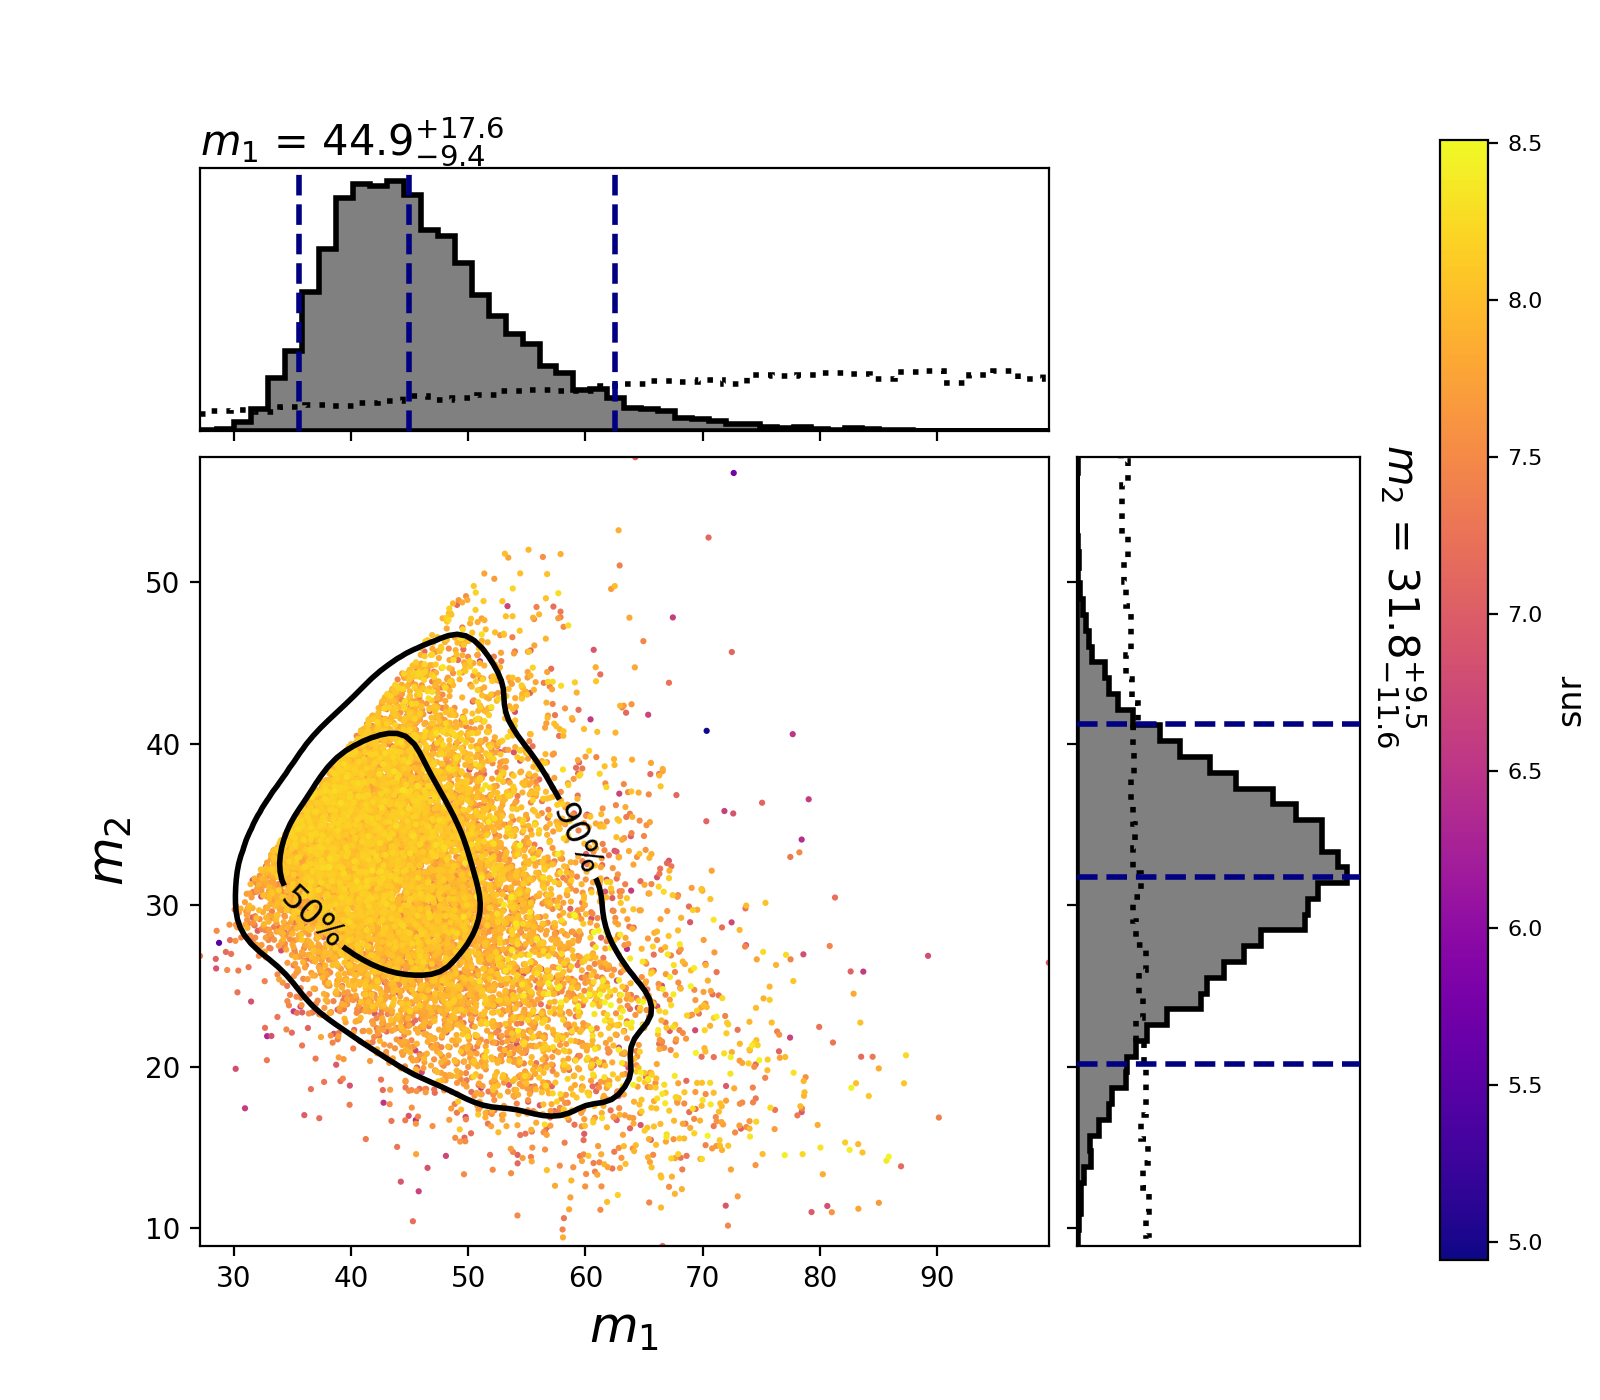 m₁ = 44.9⁺¹⁷·⁶₋₉.₄
m₂ = 31.8⁺⁹·⁵₋₁₁.₆
8.5
8.0
7.5
7.0
6.5
6.0
5.5
5.0
snr
50
40
30
20
10
m₂
90%
50%
30 40 50 60 70 80 90
m₁